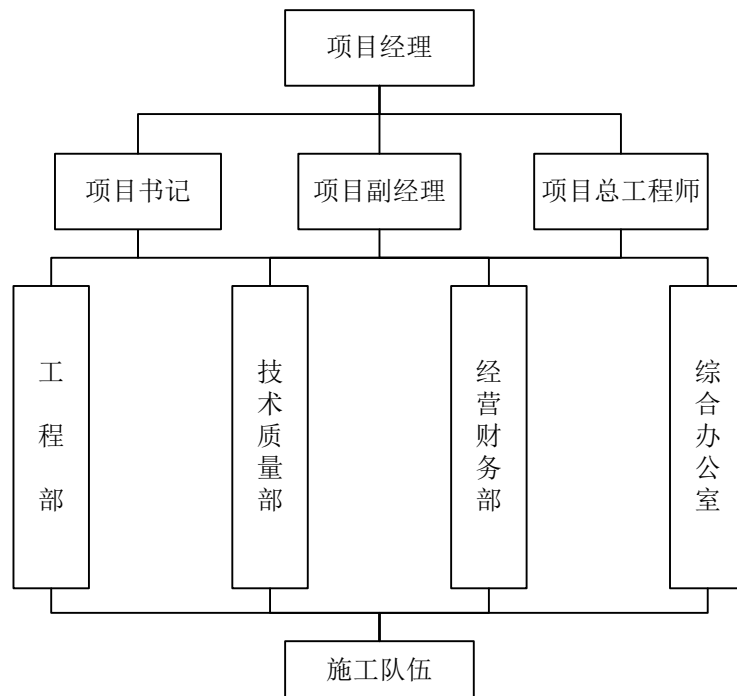 项目经理
项目书记
项目副经理
项目总工程师
工程部
技术质量部
经营财务部
综合办公室
施工队伍